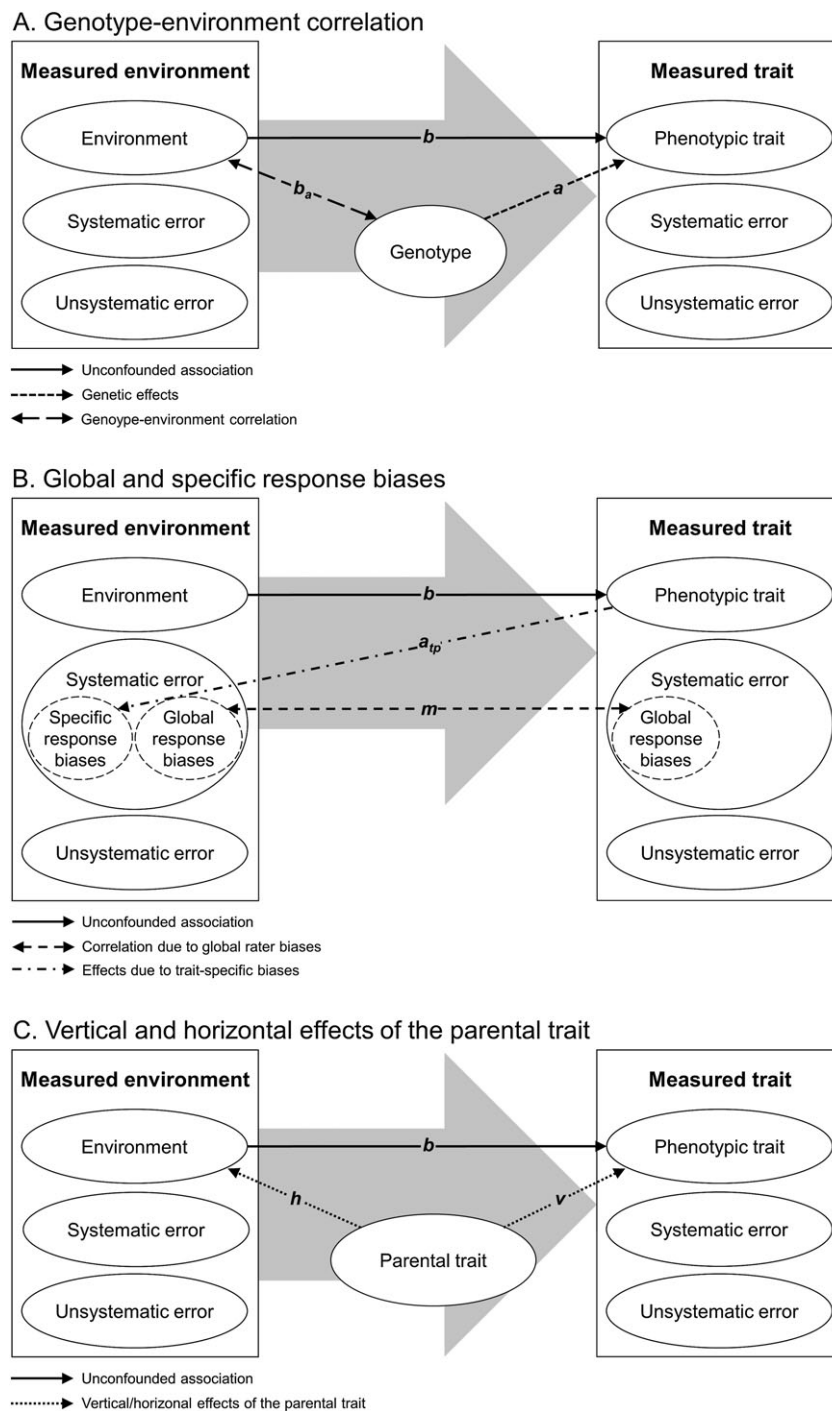 A. Genotype-environment correlation
Measured environment
Measured trait
Environment
b
Phenotypic trait
b_a
a
Systematic error
Genotype
Systematic error
Unsystematic error
Unsystematic error
Unconfounded association
Genetic effects
Genoype-environment correlation
B. Global and specific response biases
Measured environment
Measured trait
Environment
b
Phenotypic trait
a_tp
Systematic error
Systematic error
Specific
response
biases
Global
response
biases
m
Global
response
biases
Unsystematic error
Unsystematic error
Unconfounded association
Correlation due to global rater biases
Effects due to trait-specific biases
C. Vertical and horizontal effects of the parental trait
Measured environment
Measured trait
Environment
b
Phenotypic trait
h
v
Systematic error
Parental trait
Systematic error
Unsystematic error
Unsystematic error
Unconfounded association
Vertical/horizonal effects of the parental trait